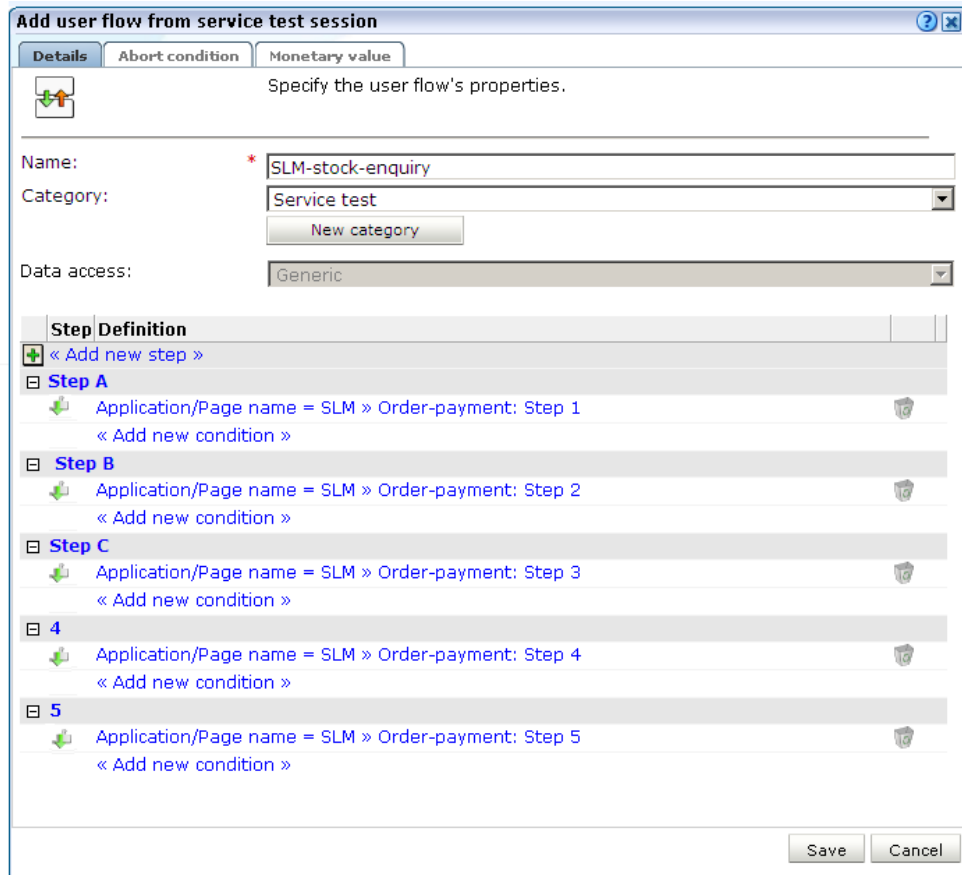 Add user flow from service test session
Details Abort condition Monetary value
Specify the user flow's properties.
Name: * SLM-stock-enquiry
Category: Service test
New category
Data access: Generic
Step Definition
« Add new step »
Step A
Application/Page name = SLM » Order-payment: Step 1
« Add new condition »
Step B
Application/Page name = SLM » Order-payment: Step 2
« Add new condition »
Step C
Application/Page name = SLM » Order-payment: Step 3
« Add new condition »
4
Application/Page name = SLM » Order-payment: Step 4
« Add new condition »
5
Application/Page name = SLM » Order-payment: Step 5
« Add new condition »
Save Cancel